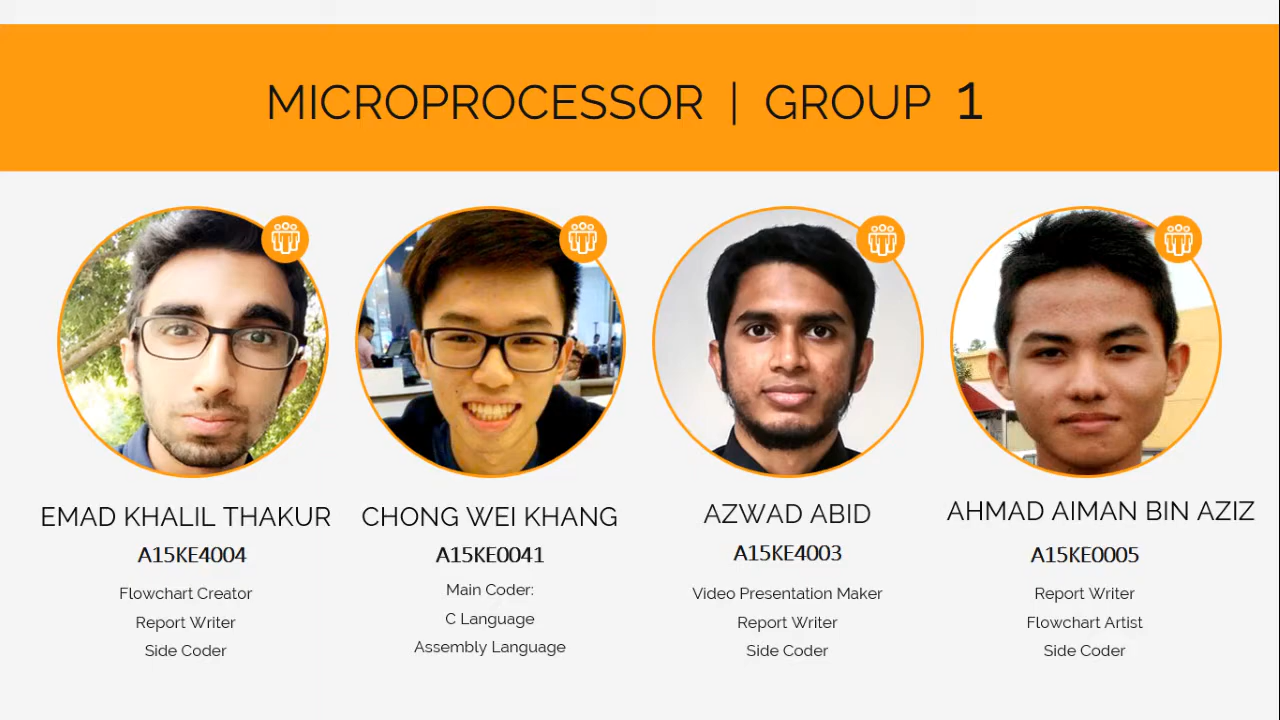 MICROPROCESSOR | GROUP 1
EMAD KHALIL THAKUR
A15KE4004
Flowchart Creator
Report Writer
Side Coder
CHONG WEI KHANG
A15KE0041
Main Coder:
C Language
Assembly Language
AZWAD ABID
A15KE4003
Video Presentation Maker
Report Writer
Side Coder
AHMAD AIMAN BIN AZIZ
A15KE0005
Report Writer
Flowchart Artist
Side Coder